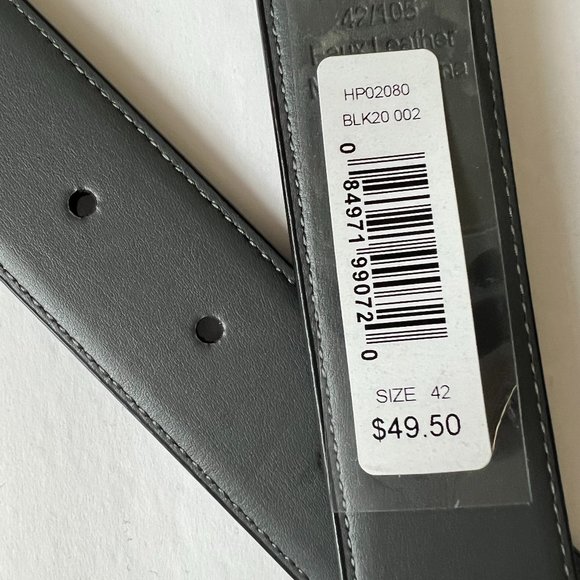 42/105
Faux Leather
HP02080
BLK20 002
0 84971 99072 0
SIZE 42
$49.50